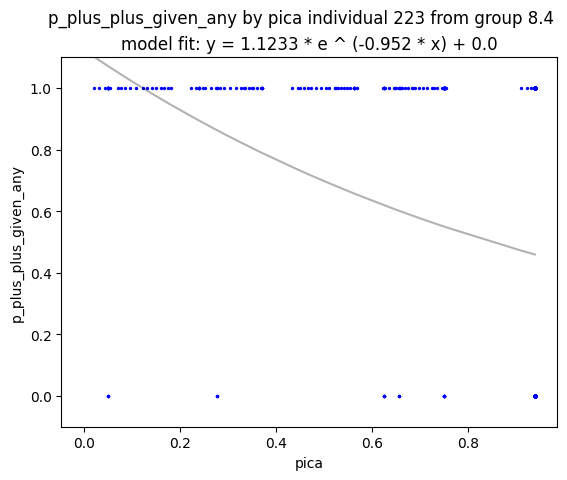 p_plus_plus_given_any by pica individual 223 from group 8.4
model fit: y = 1.1233 * e ^ (-0.952 * x) + 0.0
p_plus_plus_given_any
1.0
0.8
0.6
0.4
0.2
0.0
0.0 0.2 0.4 0.6 0.8
pica